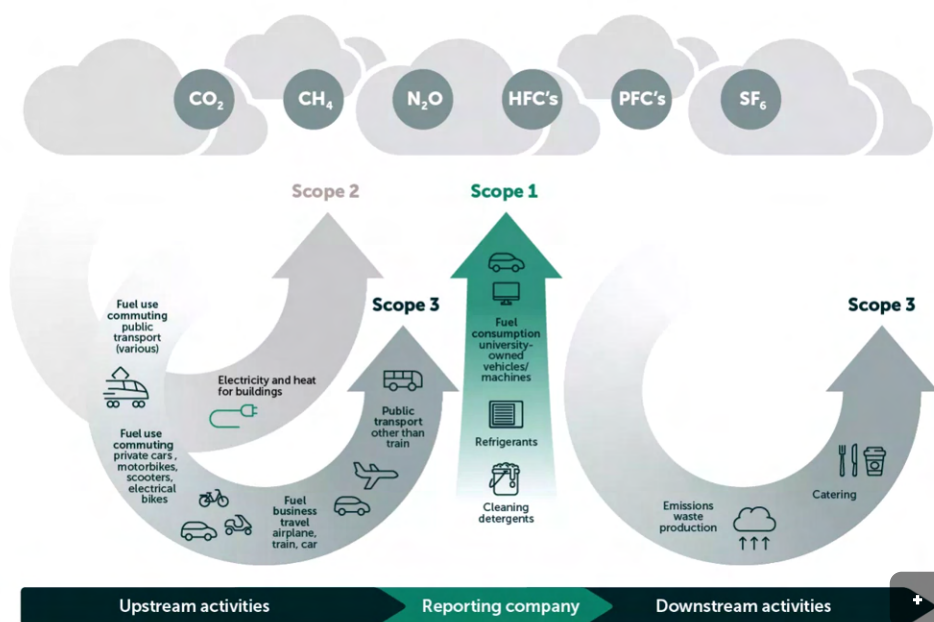 CO₂
CH₄
N₂O
HFC's
PFC's
SF₆
Scope 2
Scope 1
Scope 3
Scope 3
Fuel use
commuting
public
transport
(various)
Electricity and heat
for buildings
Fuel use
commuting
private cars,
motorbikes,
scooters,
electrical
bikes
Fuel
business
travel
airplane,
train, car
Public
transport
other than
train
Fuel
consumption
university-
owned
vehicles/
machines
Refrigerants
Cleaning
detergents
Emissions
waste
production
Catering
Upstream activities
Reporting company
Downstream activities
+